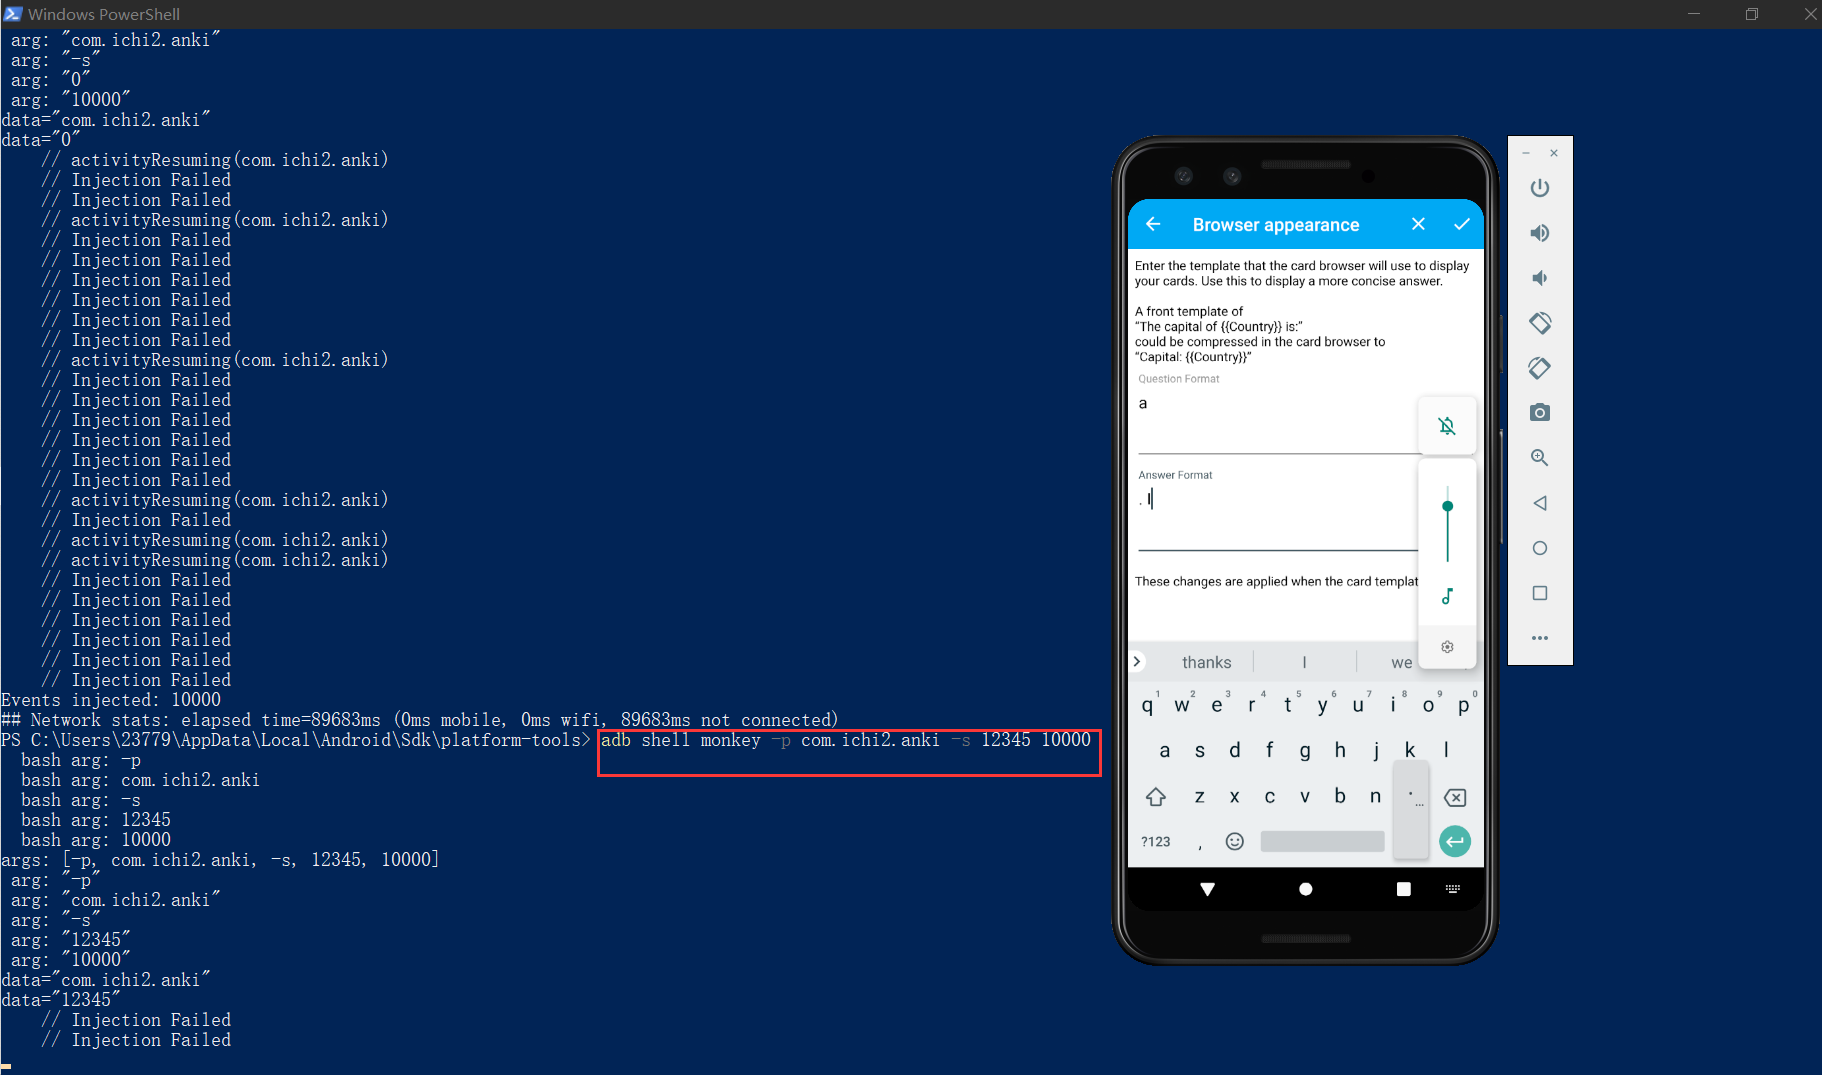 Windows PowerShell
 arg: "com.ichi2.anki"
 arg: "-s"
 arg: "0"
 arg: "10000"
data="com.ichi2.anki"
data="0"
    // activityResuming(com.ichi2.anki)
    // Injection Failed
    // Injection Failed
    // activityResuming(com.ichi2.anki)
    // Injection Failed
    // Injection Failed
    // Injection Failed
    // Injection Failed
    // Injection Failed
    // Injection Failed
    // activityResuming(com.ichi2.anki)
    // Injection Failed
    // Injection Failed
    // Injection Failed
    // Injection Failed
    // Injection Failed
    // Injection Failed
    // activityResuming(com.ichi2.anki)
    // Injection Failed
    // activityResuming(com.ichi2.anki)
    // activityResuming(com.ichi2.anki)
    // Injection Failed
    // Injection Failed
    // Injection Failed
    // Injection Failed
    // Injection Failed
    // Injection Failed
Events injected: 10000
## Network stats: elapsed time=89683ms (0ms mobile, 0ms wifi, 89683ms not connected)
PS C:\Users\23779\AppData\Local\Android\Sdk\platform-tools> adb shell monkey -p com.ichi2.anki -s 12345 10000
  bash arg: -p
  bash arg: com.ichi2.anki
  bash arg: -s
  bash arg: 12345
  bash arg: 10000
args: [-p, com.ichi2.anki, -s, 12345, 10000]
 arg: "-p"
 arg: "com.ichi2.anki"
 arg: "-s"
 arg: "12345"
 arg: "10000"
data="com.ichi2.anki"
data="12345"
    // Injection Failed
    // Injection Failed
Browser appearance
Enter the template that the card browser will use to display
your cards. Use this to display a more concise answer.
A front template of
"The capital of {{Country}} is:"
could be compressed in the card browser to
"Capital: {{Country}}"
Question Format
a
Answer Format
. I
These changes are applied when the card templat
thanks I we
q1 w2 e3 r4 t5 y6 u7 i8 o9 p0
a s d f g h j k l
z x c v b n . ...
?123 ,